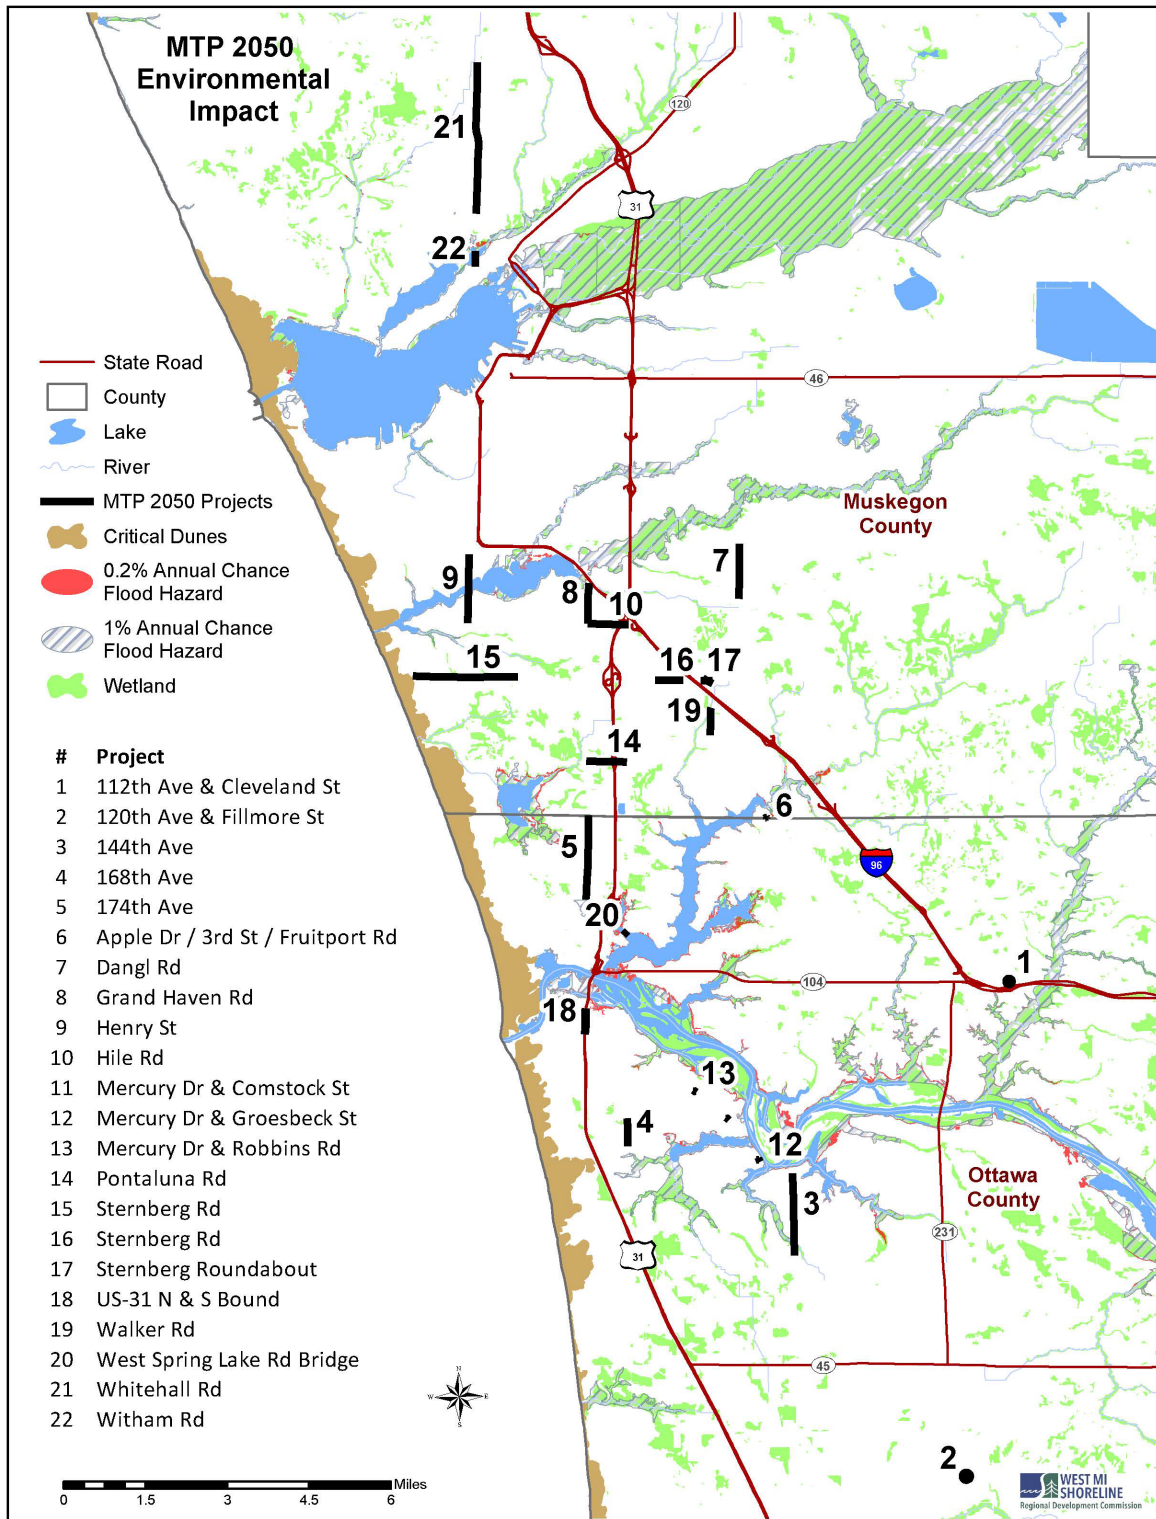 MTP 2050
Environmental
Impact
120
21
31
22
State Road
County
Lake
River
MTP 2050 Projects
Critical Dunes
0.2% Annual Chance
Flood Hazard
1% Annual Chance
Flood Hazard
Wetland
46
Muskegon
County
7
9
8
10
15
16
17
19
14
6
5
96
20
1
104
18
13
4
12
3
Ottawa
County
231
31
45
2
# Project
1 112th Ave & Cleveland St
2 120th Ave & Fillmore St
3 144th Ave
4 168th Ave
5 174th Ave
6 Apple Dr / 3rd St / Fruitport Rd
7 Dangl Rd
8 Grand Haven Rd
9 Henry St
10 Hile Rd
11 Mercury Dr & Comstock St
12 Mercury Dr & Groesbeck St
13 Mercury Dr & Robbins Rd
14 Pontaluna Rd
15 Sternberg Rd
16 Sternberg Rd
17 Sternberg Roundabout
18 US-31 N & S Bound
19 Walker Rd
20 West Spring Lake Rd Bridge
21 Whitehall Rd
22 Witham Rd
N
W E
S
Miles
0 1.5 3 4.5 6
WEST MI
SHORELINE
Regional Development Commission